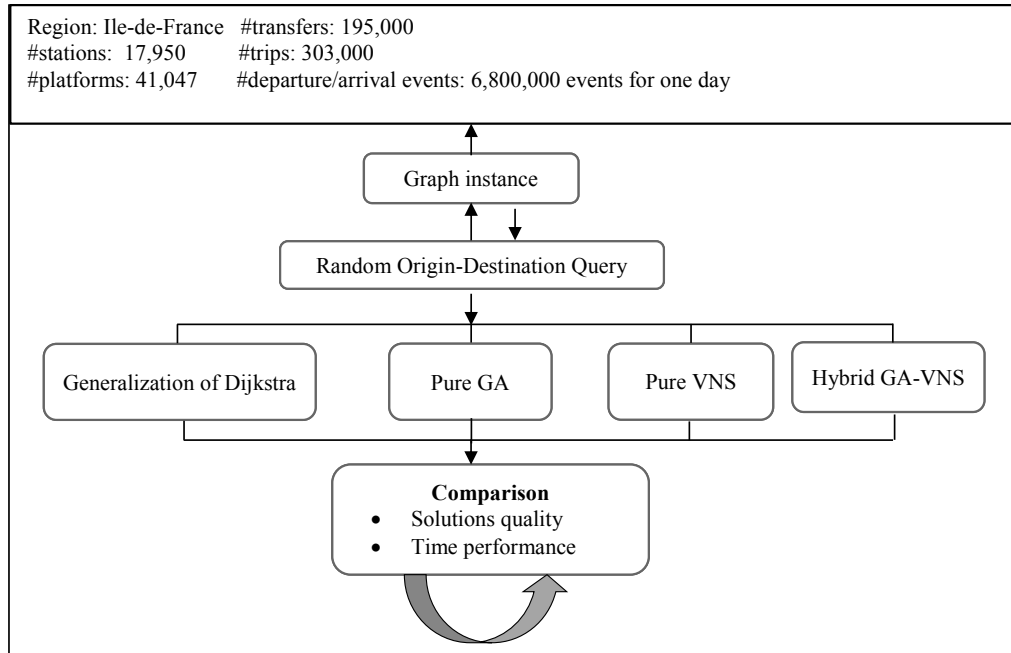 Region: Ile-de-France #transfers: 195,000
#stations: 17,950 #trips: 303,000
#platforms: 41,047 #departure/arrival events: 6,800,000 events for one day
Graph instance
Random Origin-Destination Query
Generalization of Dijkstra
Pure GA
Pure VNS
Hybrid GA-VNS
Comparison
• Solutions quality
• Time performance